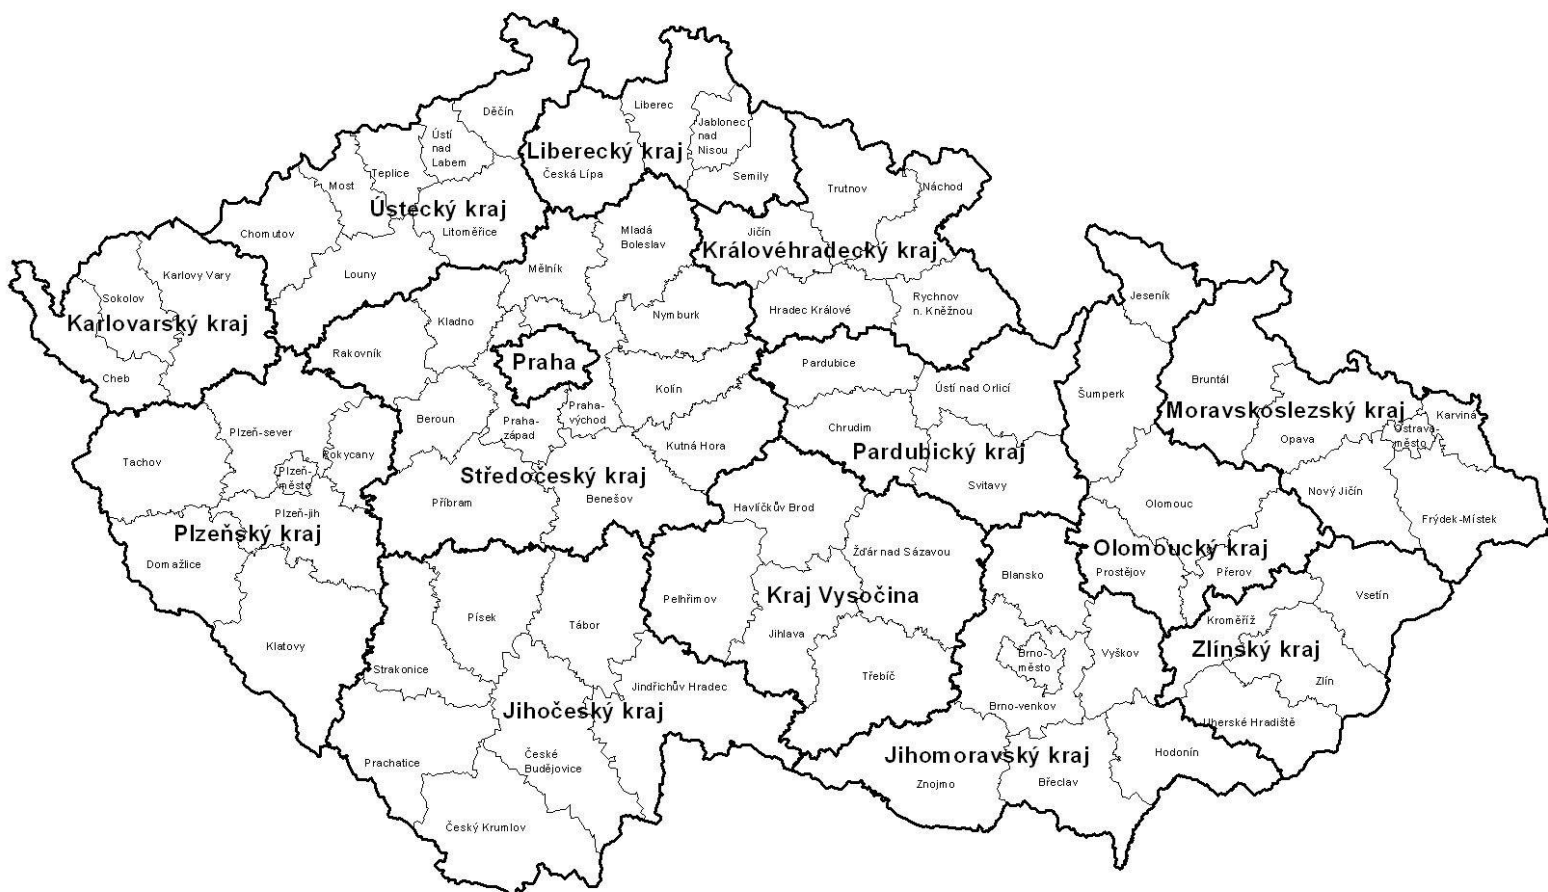 Děčín
Liberec
Ústí
nad
Labem
Jablonec
nad
Nisou
Liberecký kraj
Česká Lípa
Semily
Teplice
Most
Trutnov
Náchod
Ústecký kraj
Chomutov
Litoměřice
Mladá
Boleslav
Jičín
Královéhradecký kraj
Karlovy Vary
Louny
Mělník
Jeseník
Sokolov
Karlovarský kraj
Kladno
Nymburk
Hradec Králové
Rychnov
n. Kněžnou
Rakovník
Praha
Cheb
Kolín
Pardubice
Ústí nad Orlicí
Šumperk
Bruntál
Beroun
Praha-
západ
Praha-
východ
Moravskoslezský kraj
Karviná
Plzeň-sever
Chrudim
Opava
Ostrava-
město
Tachov
Rokycany
Kutná Hora
Pardubický kraj
Plzeň-
město
Středočeský kraj
Svitavy
Nový Jičín
Příbram
Benešov
Havlíčkův Brod
Olomouc
Plzeň-jih
Frýdek-Místek
Plzeňský kraj
Domažlice
Žďár nad Sázavou
Olomoucký kraj
Blansko
Prostějov
Přerov
Pelhřimov
Kraj Vysočina
Vsetín
Písek
Tábor
Kroměříž
Klatovy
Jihlava
Zlínský kraj
Strakonice
Brno-
město
Vyškov
Třebíč
Zlín
Jindřichův Hradec
Jihočeský kraj
Brno-venkov
Uherské Hradiště
Prachatice
České
Budějovice
Jihomoravský kraj
Hodonín
Znojmo
Břeclav
Český Krumlov